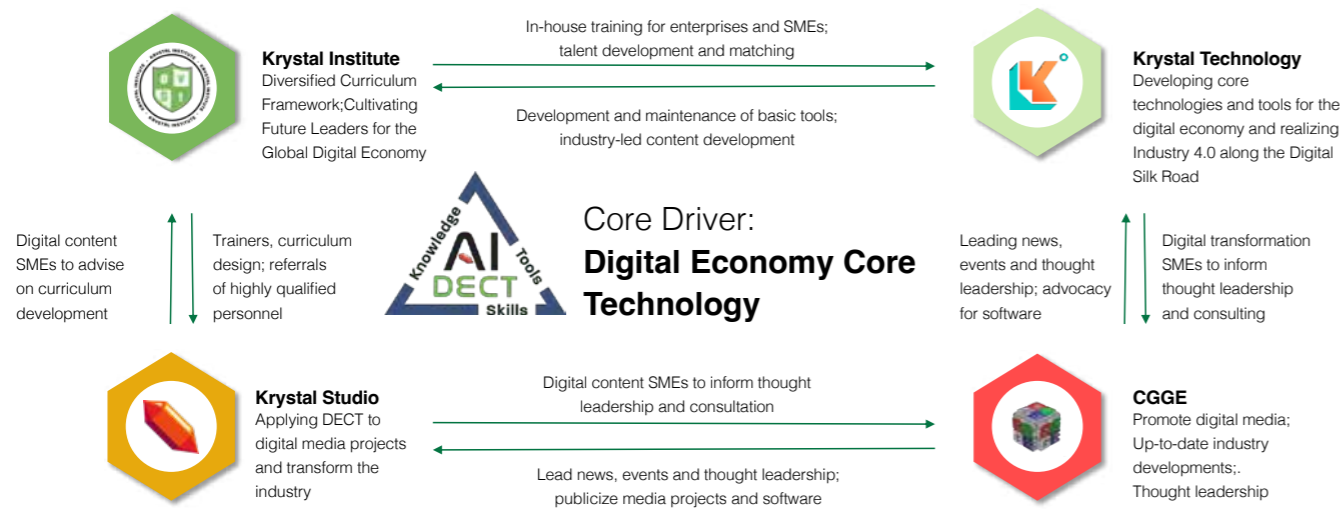 In-house training for enterprises and SMEs;
talent development and matching
Krystal Institute
Diversified Curriculum
Framework;Cultivating
Future Leaders for the
Global Digital Economy
KRYSTAL INSTITUTE
Krystal Technology
Developing core
technologies and tools for the
digital economy and realizing
Industry 4.0 along the Digital
Silk Road
Development and maintenance of basic tools;
industry-led content development
Digital content
SMEs to advise
on curriculum
development
Trainers, curriculum
design; referrals
of highly qualified
personnel
Knowledge
Tools
Skills
AI
DECT
Core Driver:
Digital Economy Core
Technology
Leading news,
events and thought
leadership; advocacy
for software
Digital transformation
SMEs to inform
thought leadership
and consulting
Krystal Studio
Applying DECT to
digital media projects
and transform the
industry
Digital content SMEs to inform thought
leadership and consultation
Lead news, events and thought leadership;
publicize media projects and software
CGGE
Promote digital media;
Up-to-date industry
developments;.
Thought leadership